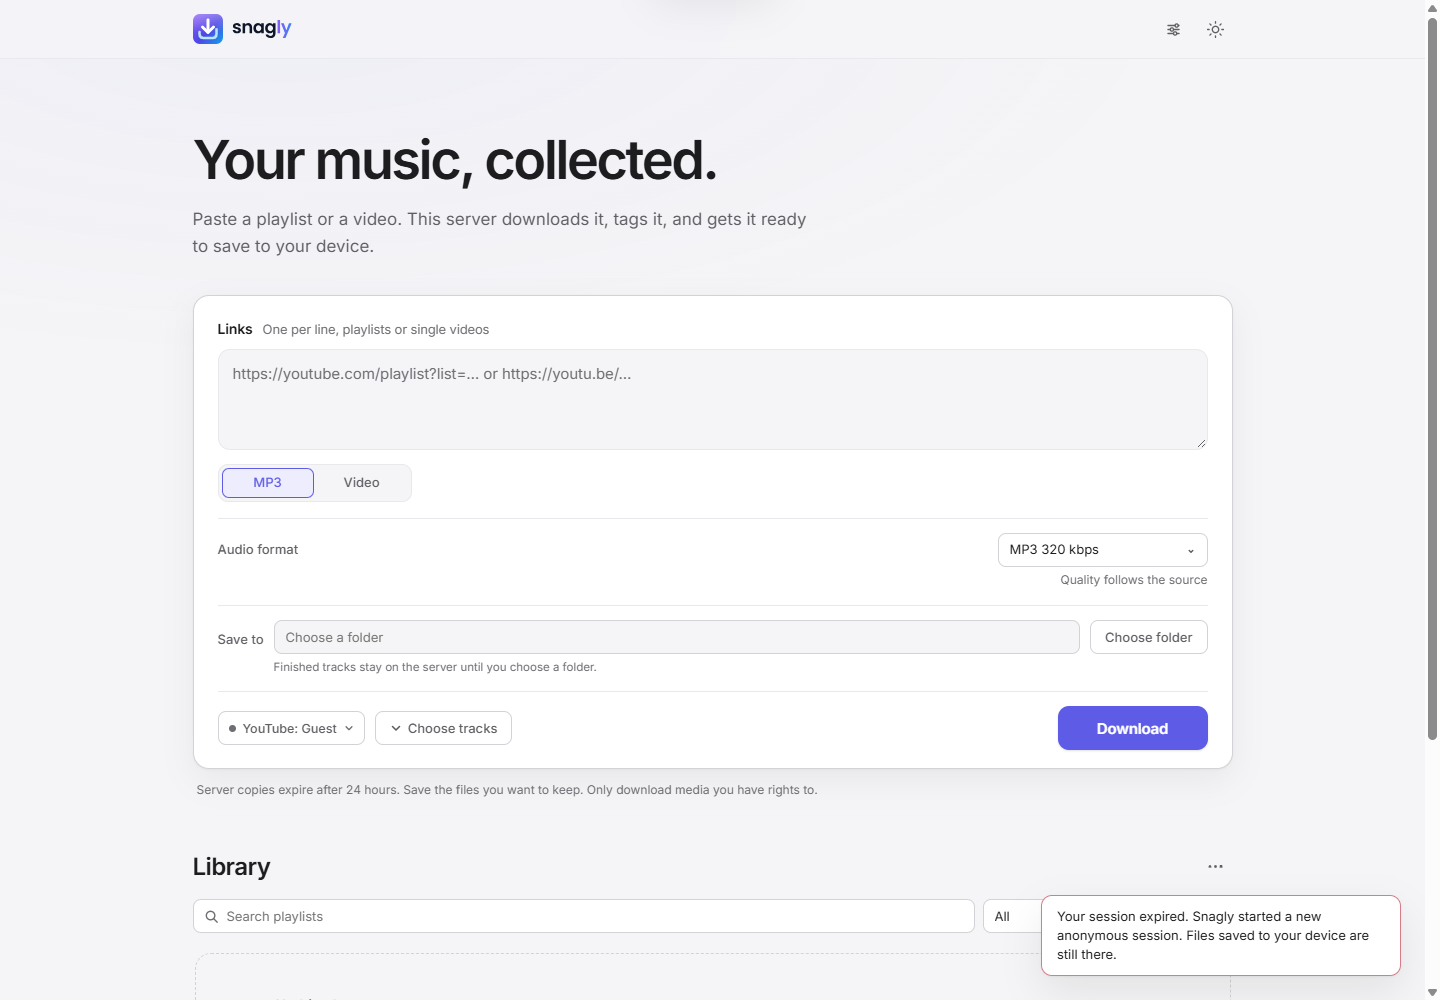 snagly
Your music, collected.
Paste a playlist or a video. This server downloads it, tags it, and gets it ready
to save to your device.
Links One per line, playlists or single videos
https://youtube.com/playlist?list=... or https://youtu.be/...
MP3 Video
Audio format MP3 320 kbps
Quality follows the source
Save to Choose a folder Choose folder
Finished tracks stay on the server until you choose a folder.
YouTube: Guest Choose tracks Download
Server copies expire after 24 hours. Save the files you want to keep. Only download media you have rights to.
Library
Search playlists All
Your session expired. Snagly started a new
anonymous session. Files saved to your device are
still there.